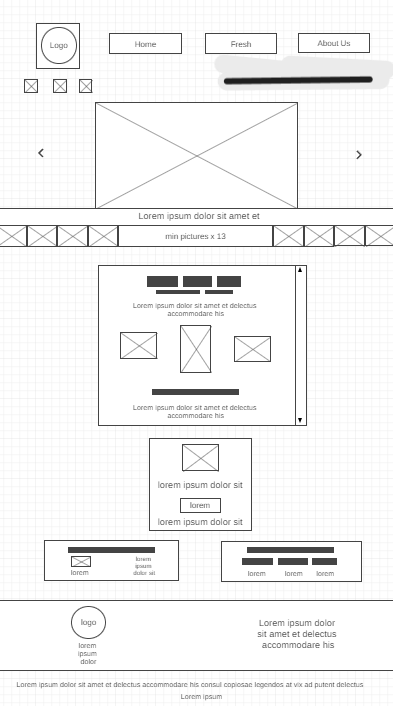 Logo
Home
Fresh
About Us
Lorem ipsum dolor sit amet et
min pictures x 13
Lorem ipsum dolor sit amet et delectus
accommodare his
Lorem ipsum dolor sit amet et delectus
accommodare his
lorem ipsum dolor sit
lorem
lorem ipsum dolor sit
lorem
lorem
ipsum
dolor sit
lorem
lorem
lorem
logo
lorem
ipsum
dolor
Lorem ipsum dolor
sit amet et delectus
accommodare his
Lorem ipsum dolor sit amet et delectus accommodare his consul copiosae legendos at vix ad putent delectus
Lorem ipsum